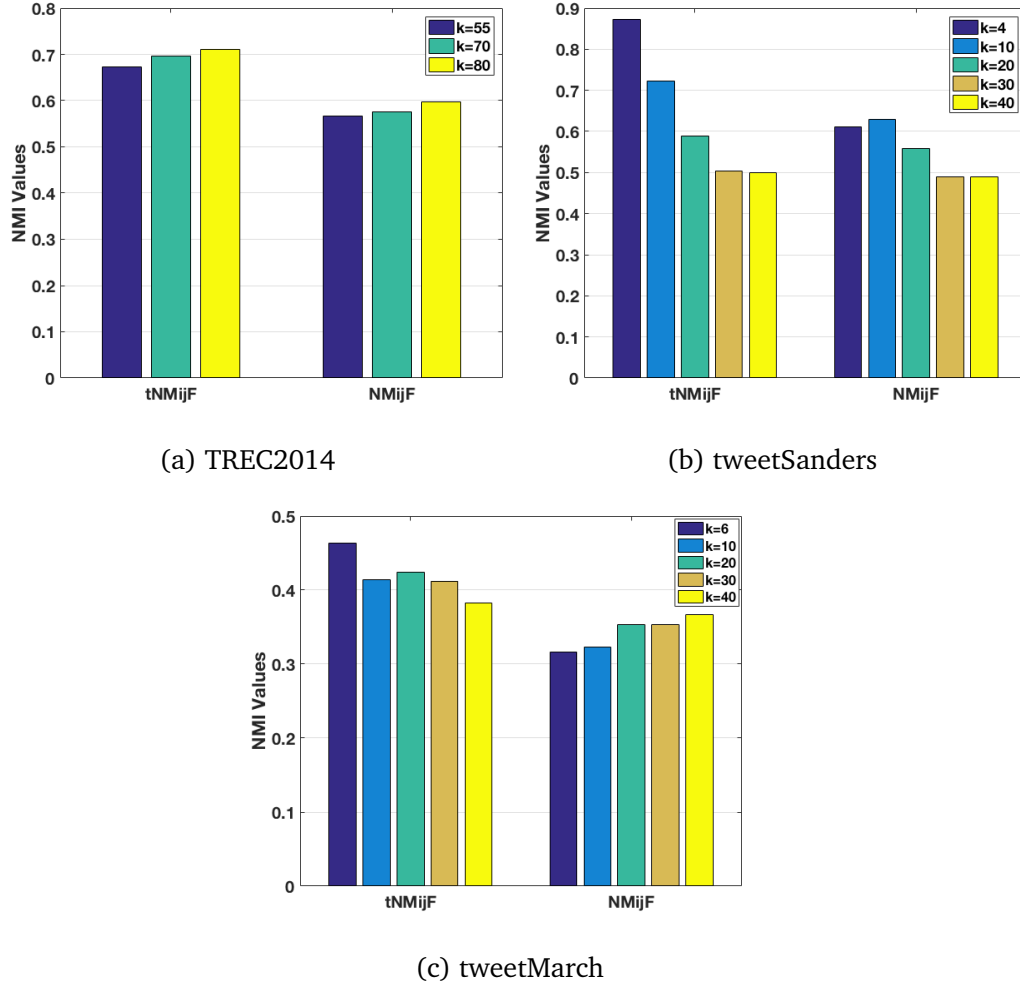 0.8
0.7
0.6
0.5
0.4
0.3
0.2
0.1
0
NMI Values
k=55
k=70
k=80
tNMijF
NMijF
(a) TREC2014
0.9
0.8
0.7
0.6
0.5
0.4
0.3
0.2
0.1
0
NMI Values
k=4
k=10
k=20
k=30
k=40
tNMijF
NMijF
(b) tweetSanders
0.5
0.4
0.3
0.2
0.1
0
NMI Values
k=6
k=10
k=20
k=30
k=40
tNMijF
NMijF
(c) tweetMarch